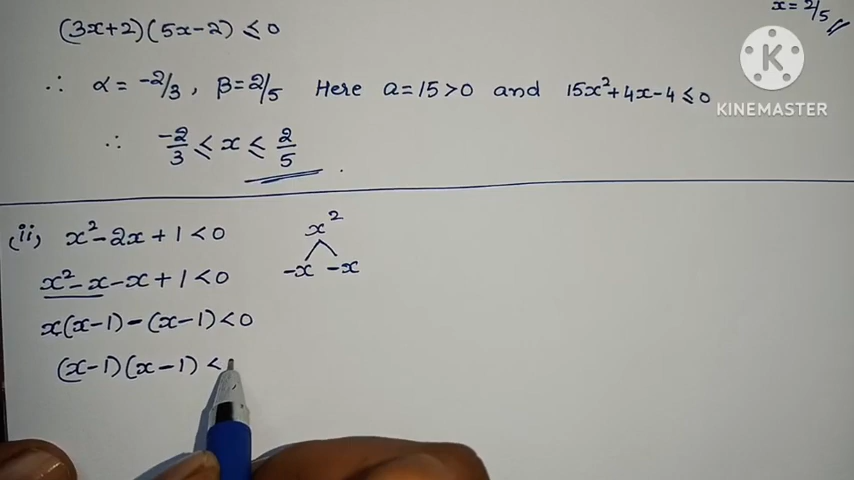 x = 2/5
(3x+2)(5x-2) ≤ 0
∴ α = -2/3, β = 2/5 Here a = 15 > 0 and 15x²+4x-4 ≤ 0
∴ -2/3 ≤ x ≤ 2/5 .
KINEMASTER
(ii) x²-2x+1 < 0 x²
-x -x
x²-x-x+1 < 0
x(x-1)-(x-1) < 0
(x-1)(x-1) <